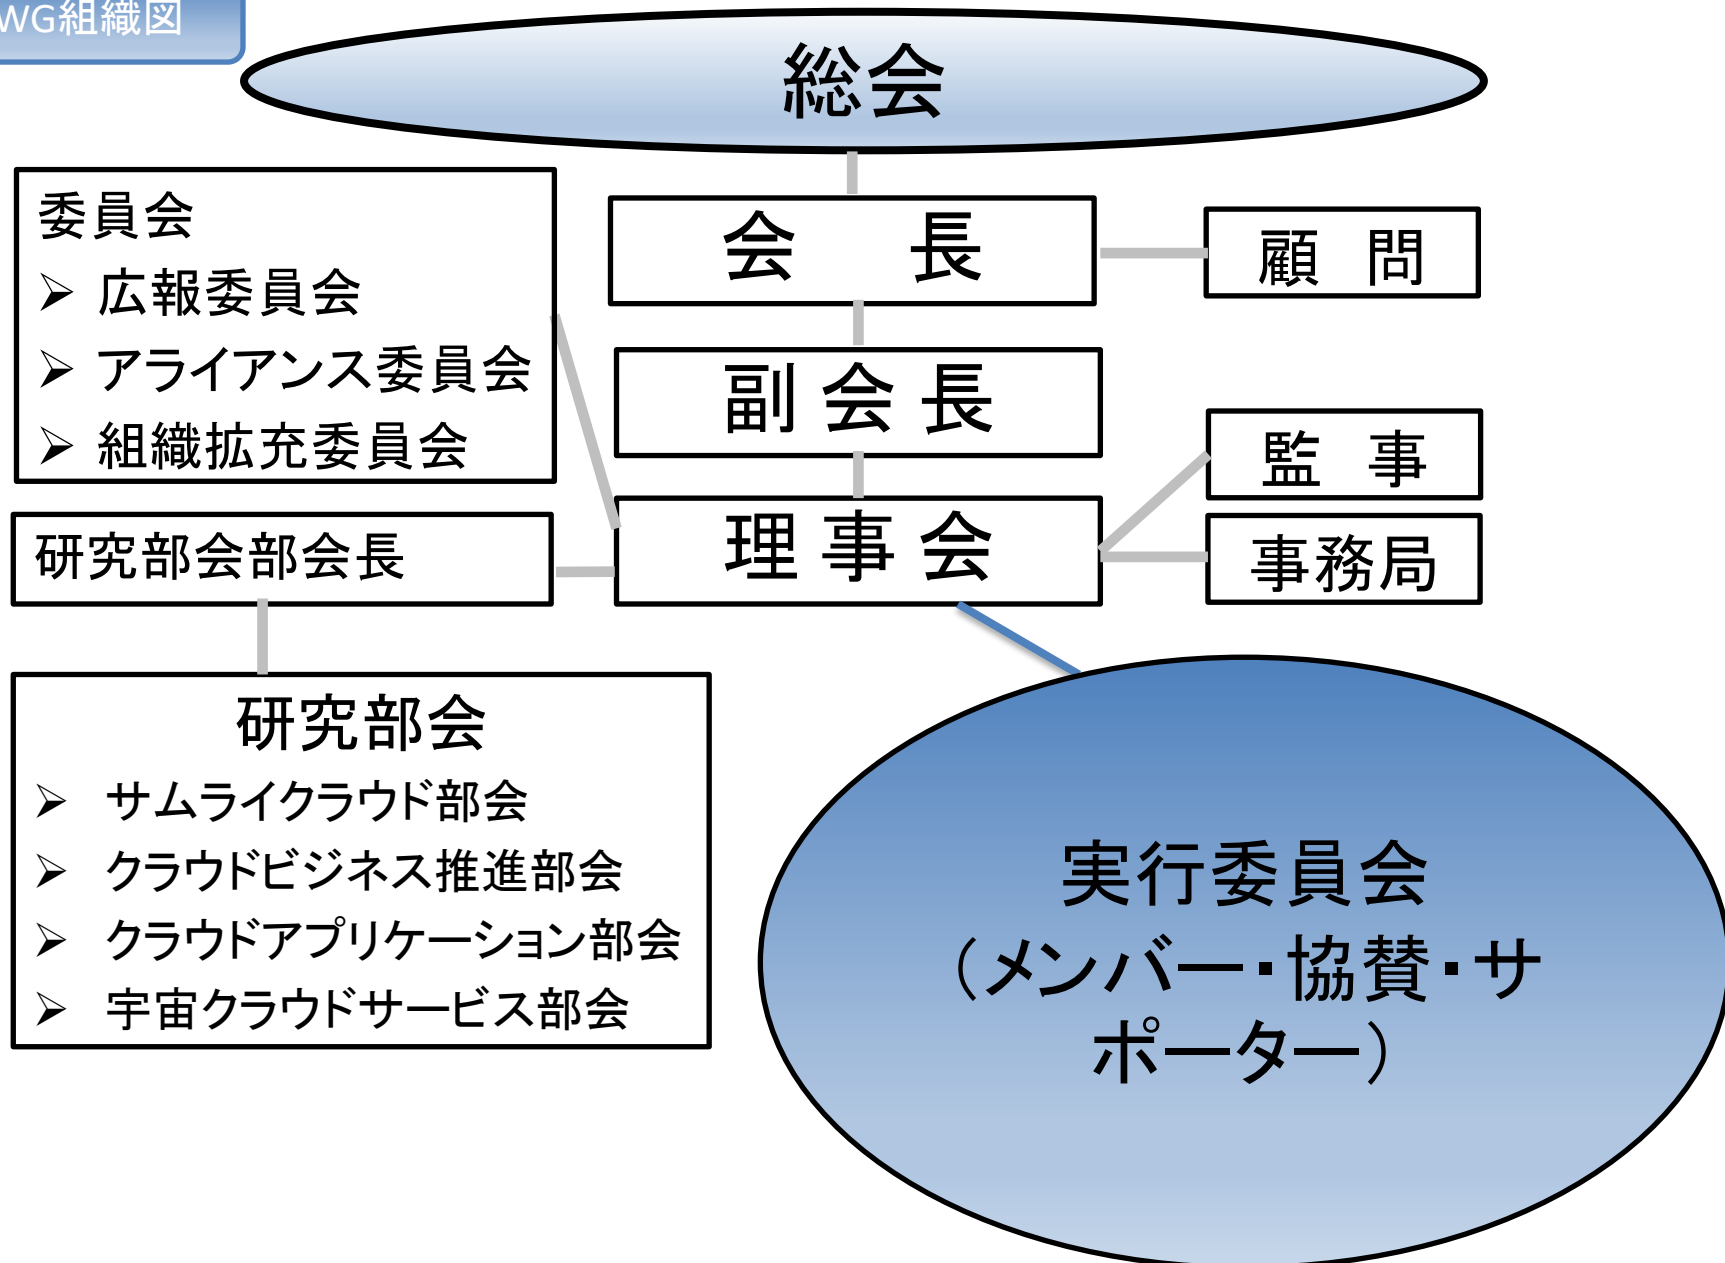 WG組織図
総会
委員会
➢ 広報委員会
➢ アライアンス委員会
➢ 組織拡充委員会
会　長
顧　問
副会長
監　事
理事会
事務局
研究部会部会長
研究部会
➢ サムライクラウド部会
➢ クラウドビジネス推進部会
➢ クラウドアプリケーション部会
➢ 宇宙クラウドサービス部会
実行委員会
（メンバー・協賛・サ
ポーター）